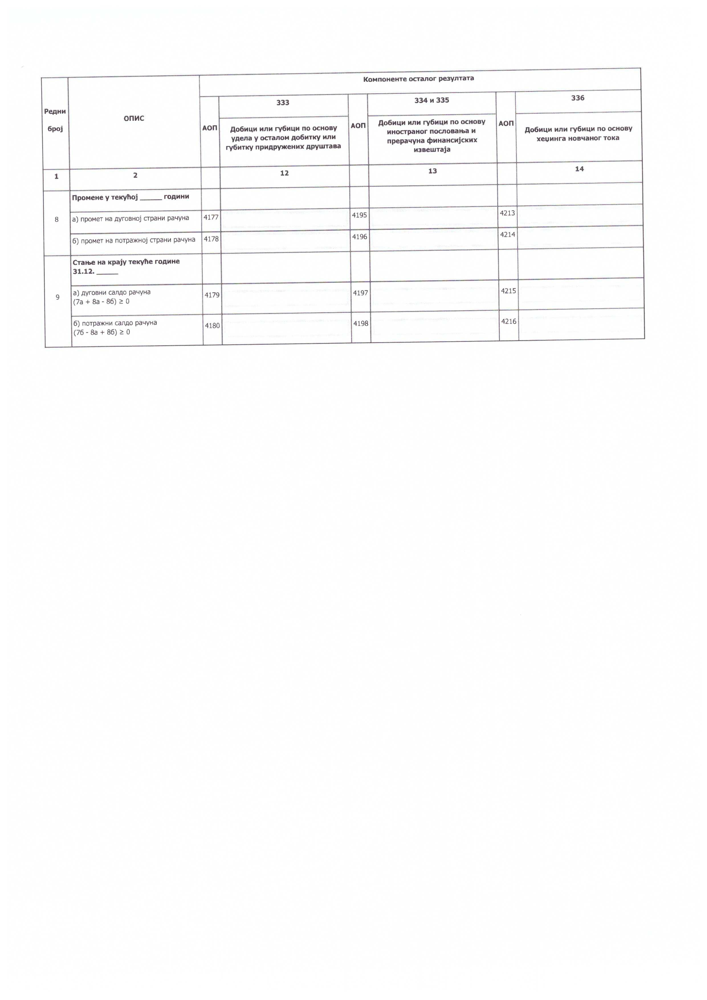 Компоненте осталог резултата
Редни
број
ОПИС
АОП
333
АОП
334 и 335
АОП
336
Добици или губици по основу
удела у осталом добитку или
губитку придружених друштава
Добици или губици по основу
иностраног пословања и
прерачуна финансијских
извештаја
Добици или губици по основу
хеџинга новчаног тока
1 2 12 13 14
8
Промене у текућој ______ години
а) промет на дуговној страни рачуна 4177 4195 4213
б) промет на потражној страни рачуна 4178 4196 4214
9
Стање на крају текуће године
31.12. ______
а) дуговни салдо рачуна
(7а + 8а - 8б) ≥ 0
4179 4197 4215
б) потражни салдо рачуна
(7б - 8а + 8б) ≥ 0
4180 4198 4216